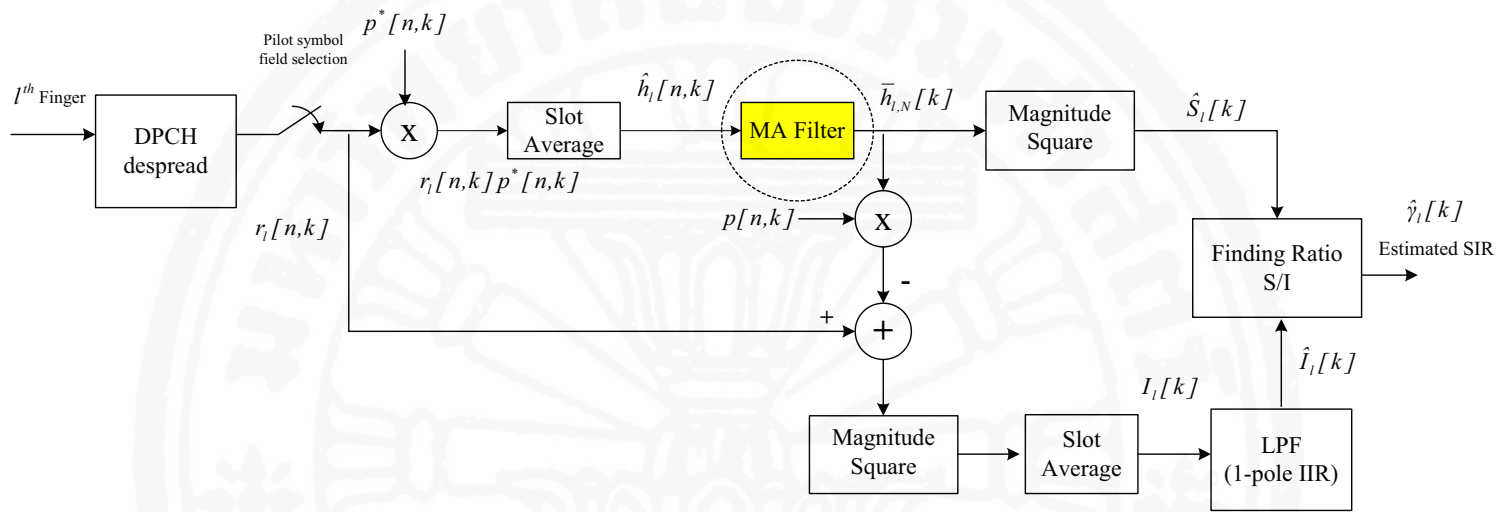 p*[n,k]
Pilot symbol
field selection
l^th Finger
DPCH
despread
X
Slot
Average
ĥ_l[n,k]
MA Filter
h̄_{l,N}[k]
Magnitude
Square
Ŝ_l[k]
r_l[n,k]p*[n,k]
r_l[n,k]
p[n,k]
X
-
+
+
Finding Ratio
S/I
γ̂_l[k]
Estimated SIR
Î_l[k]
I_l[k]
Magnitude
Square
Slot
Average
LPF
(1-pole IIR)